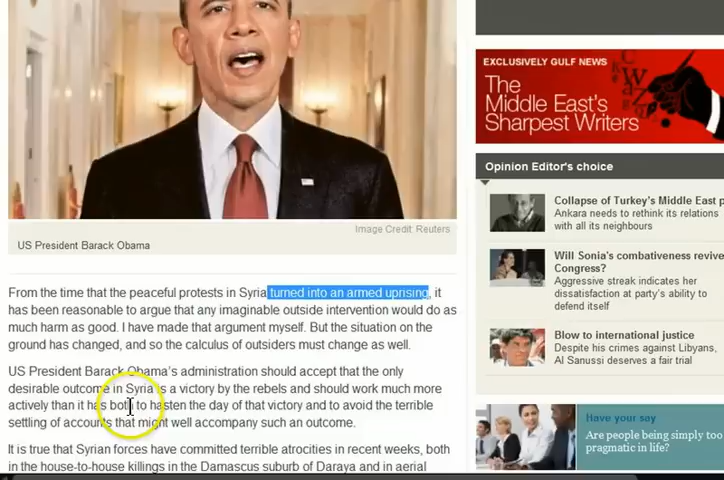 Image Credit: Reuters
US President Barack Obama
From the time that the peaceful protests in Syria turned into an armed uprising, it
has been reasonable to argue that any imaginable outside intervention would do as
much harm as good. I have made that argument myself. But the situation on the
ground has changed, and so the calculus of outsiders must change as well.
US President Barack Obama's administration should accept that the only
desirable outcome in Syria is a victory by the rebels and should work much more
actively than it has both to hasten the day of that victory and to avoid the terrible
settling of accounts that might well accompany such an outcome.
It is true that Syrian forces have committed terrible atrocities in recent weeks, both
in the house-to-house killings in the Damascus suburb of Daraya and in aerial
EXCLUSIVELY GULF NEWS
The
Middle East's
Sharpest Writers
Opinion Editor's choice
Collapse of Turkey's Middle East p
Ankara needs to rethink its relations
with all its neighbours
Will Sonia's combativeness revive
Congress?
Aggressive streak indicates her
dissatisfaction at party's ability to
defend itself
Blow to international justice
Despite his crimes against Libyans,
Al Sanussi deserves a fair trial
Have your say
Are people being simply too
pragmatic in life?